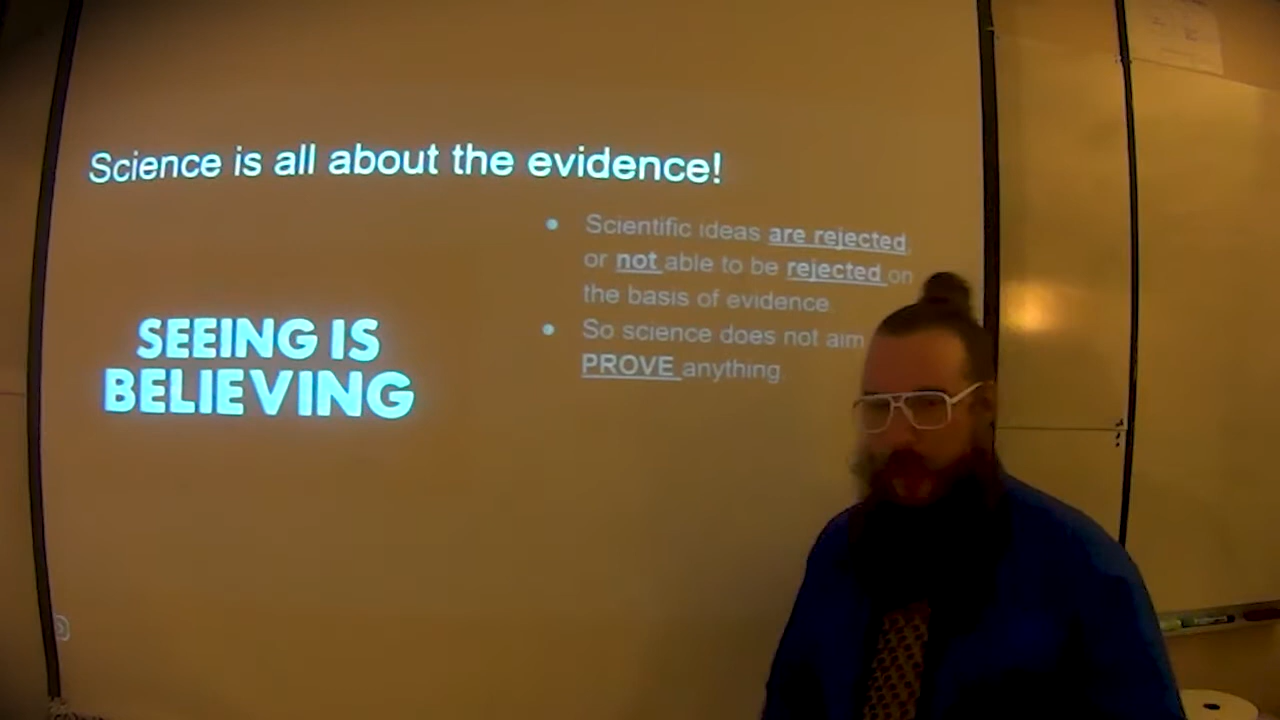 Science is all about the evidence!
SEEING IS
BELIEVING
• Scientific ideas are rejected,
or not able to be rejected on
the basis of evidence.
• So science does not aim
PROVE anything.